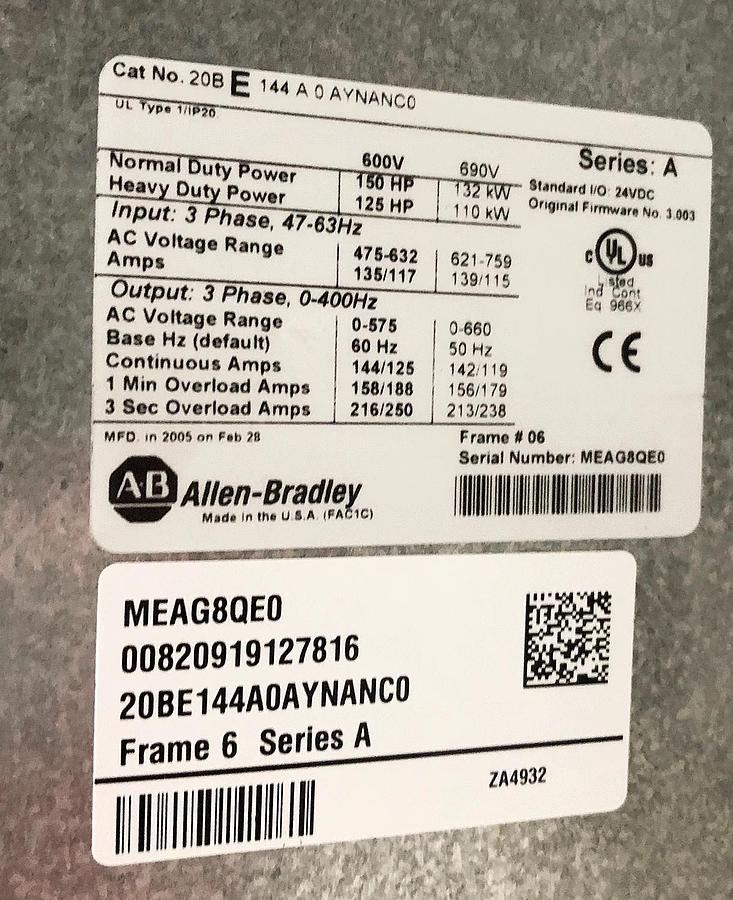 Cat No. 20B E 144 A 0 AYNANC0
UL Type 1/IP20
600V 690V Series: A
Normal Duty Power 150 HP 132 kW Standard I/O: 24VDC
Heavy Duty Power 125 HP 110 kW Original Firmware No. 3.003
Input: 3 Phase, 47-63Hz
AC Voltage Range 475-632 621-759
Amps 135/117 139/115
C UL US
Listed
Ind Cont
Eq 966X
Output: 3 Phase, 0-400Hz
AC Voltage Range 0-575 0-660
Base Hz (default) 60 Hz 50 Hz
CE
Continuous Amps 144/125 142/119
1 Min Overload Amps 158/188 156/179
3 Sec Overload Amps 216/250 213/238
MFD. in 2005 on Feb 28 Frame # 06
Serial Number: MEAG8QE0
AB Allen-Bradley
Made in the U.S.A. (FAC1C)
MEAG8QE0
00820919127816
20BE144A0AYNANC0
Frame 6 Series A
ZA4932